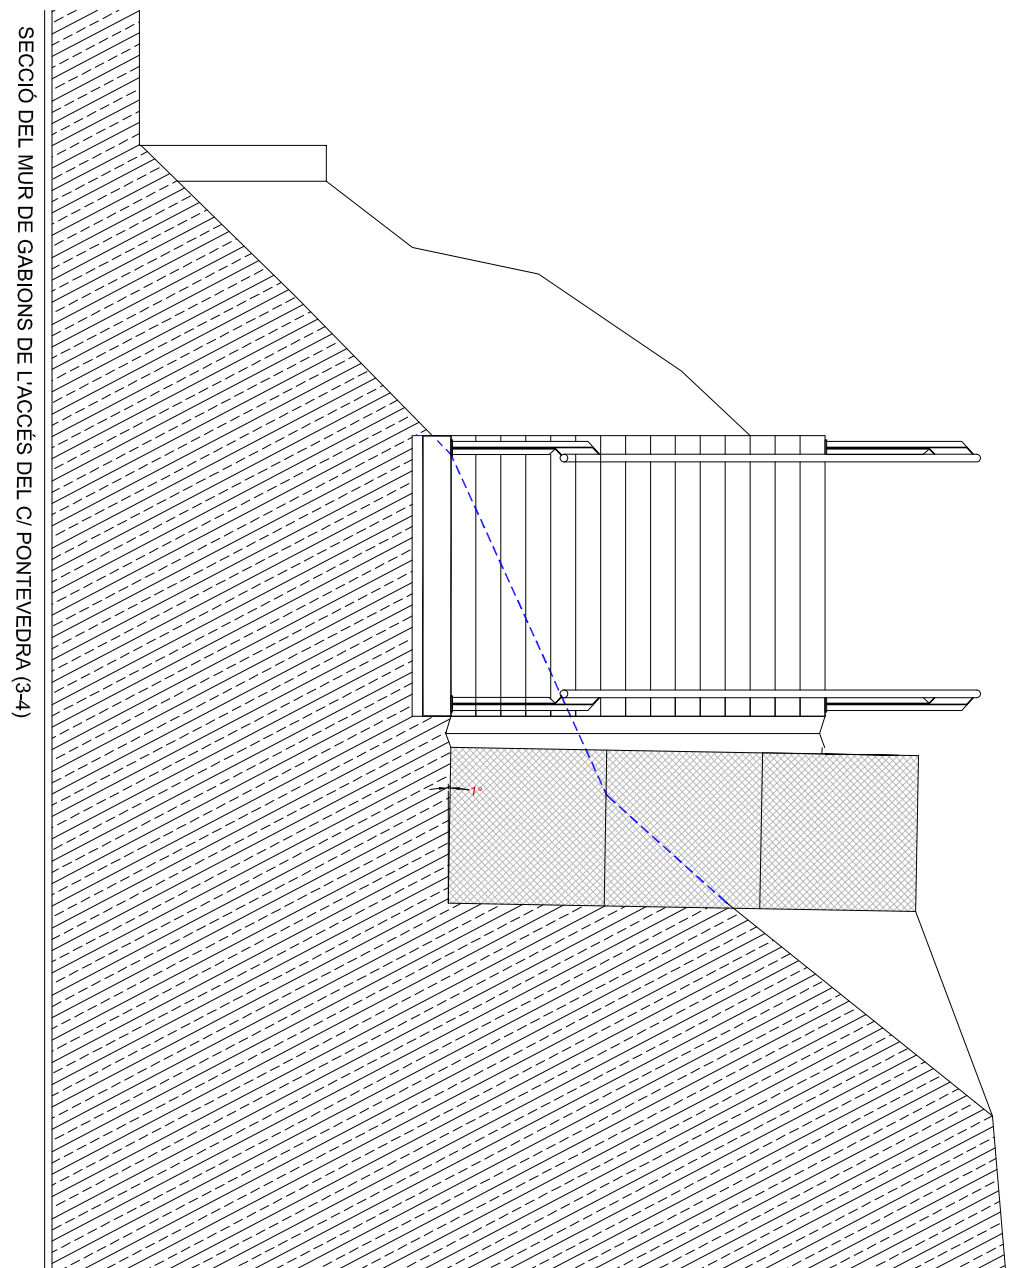 SECCIÓ DEL MUR DE GABIONS DE L'ACCÉS DEL C/ PONTEVEDRA (3-4)
1°